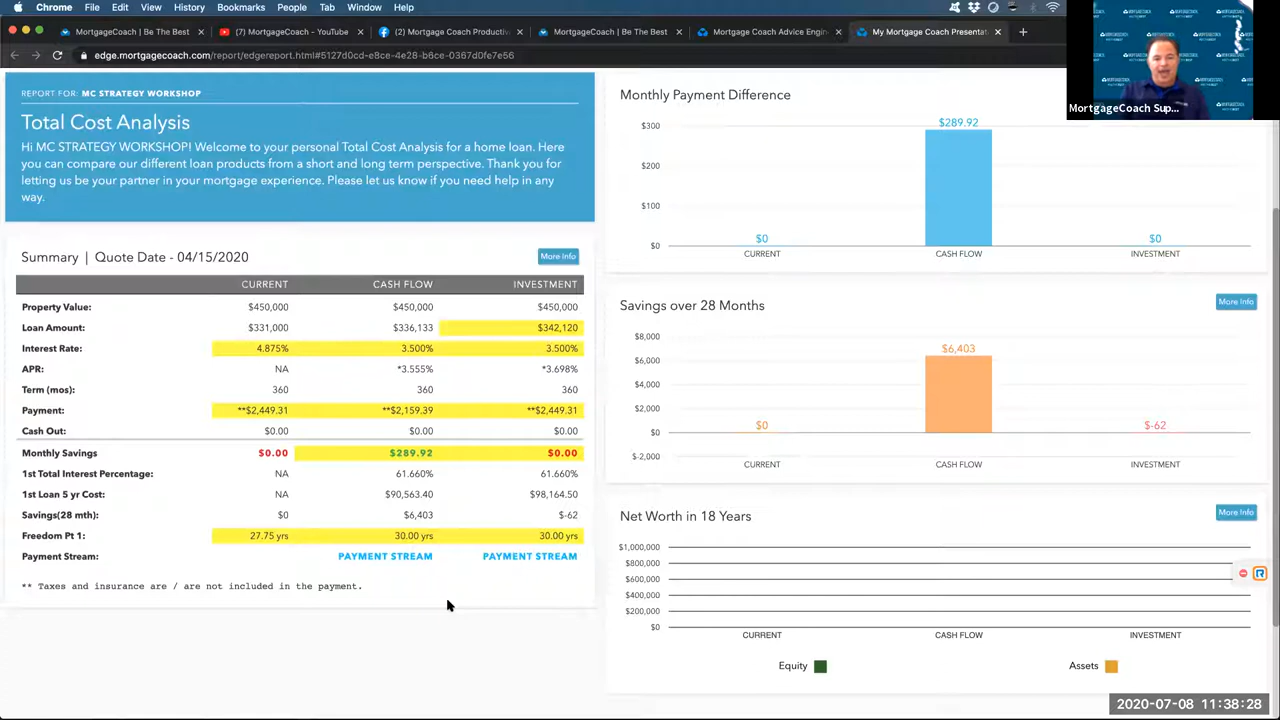 Chrome File Edit View History Bookmarks People Tab Window Help
MortgageCoach | Be The Best
MortgageCoach - YouTube
(2) Mortgage Coach Productiv
MortgageCoach | Be The Best
Mortgage Coach Advice Engin
My Mortgage Coach Presentat
MortgageCoach Sup...
REPORT FOR: MC STRATEGY WORKSHOP
Total Cost Analysis
Hi MC STRATEGY WORKSHOP! Welcome to your personal Total Cost Analysis for a home loan. Here
you can compare our different loan products from a short and long term perspective. Thank you for
letting us be your partner in your mortgage experience. Please let us know if you need help in any
way.
Summary | Quote Date - 04/15/2020
More Info
CURRENT CASH FLOW INVESTMENT
Property Value: $450,000 $450,000 $450,000
Loan Amount: $331,000 $336,133 $342,120
Interest Rate: 4.875% 3.500% 3.500%
APR: NA *3.555% *3.698%
Term (mos): 360 360 360
Payment: **$2,449.31 **$2,159.39 **$2,449.31
Cash Out: $0.00 $0.00 $0.00
Monthly Savings $0.00 $289.92 $0.00
1st Total Interest Percentage: NA 61.660% 61.660%
1st Loan 5 yr Cost: NA $90,563.40 $98,164.50
Savings(28 mth): $0 $6,403 $-62
Freedom Pt 1: 27.75 yrs 30.00 yrs 30.00 yrs
Payment Stream: PAYMENT STREAM PAYMENT STREAM
** Taxes and insurance are / are not included in the payment.
Monthly Payment Difference
$300
$200
$100
$0
$0 $289.92 $0
CURRENT CASH FLOW INVESTMENT
Savings over 28 Months
More Info
$8,000
$6,000
$4,000
$2,000
$0
$-2,000
$0 $6,403 $-62
CURRENT CASH FLOW INVESTMENT
Net Worth in 18 Years
More Info
$1,000,000
$800,000
$600,000
$400,000
$200,000
$0
CURRENT CASH FLOW INVESTMENT
Equity Assets
2020-07-08 11:38:28